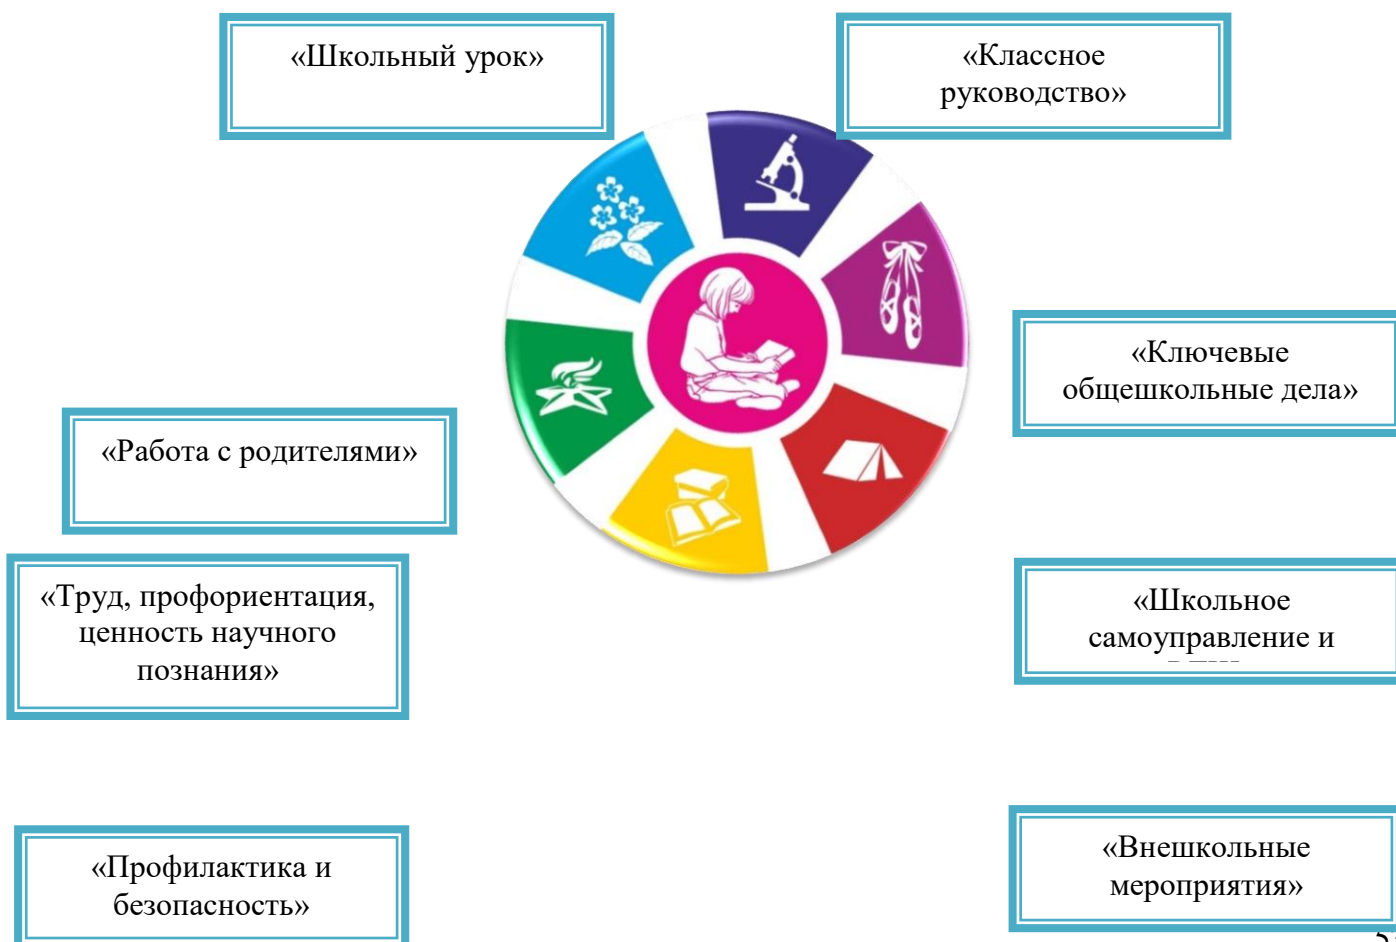 «Школьный урок»
«Классное
руководство»
«Ключевые
общешкольные дела»
«Работа с родителями»
«Труд, профориентация,
ценность научного
познания»
«Школьное
самоуправление и
«Профилактика и
безопасность»
«Внешкольные
мероприятия»